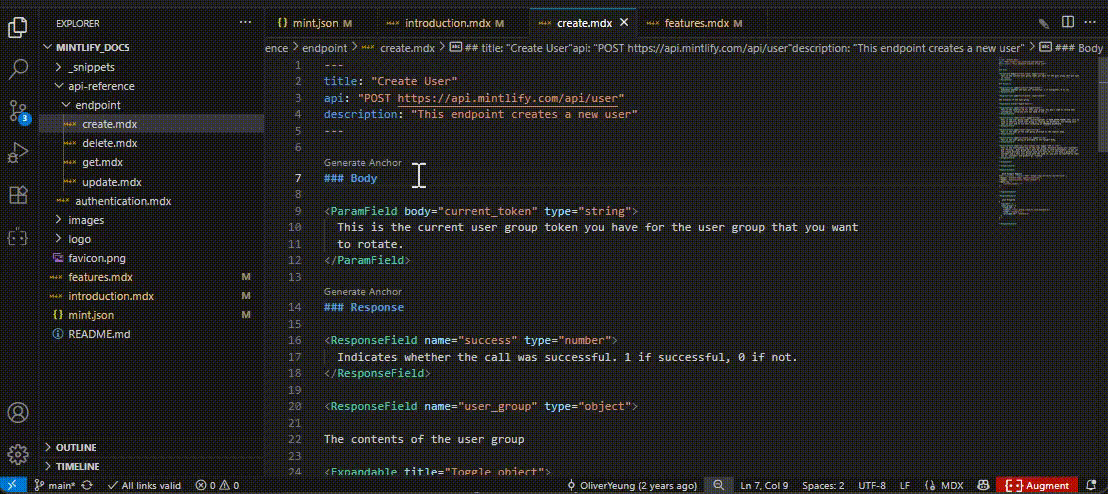 EXPLORER
mint.json M
introduction.mdx M
create.mdx
features.mdx M
MINTLIFY_DOCS
_snippets
api-reference
endpoint
create.mdx
delete.mdx
get.mdx
update.mdx
authentication.mdx
images
logo
favicon.png
features.mdx M
introduction.mdx M
mint.json M
README.md
OUTLINE
TIMELINE
3
ence > endpoint > create.mdx > ## title: "Create User"api: "POST https://api.mintlify.com/api/user"description: "This endpoint creates a new user" > ### Body
1 ---
2 title: "Create User"
3 api: "POST https://api.mintlify.com/api/user"
4 description: "This endpoint creates a new user"
5 ---
6
Generate Anchor
7 ### Body
8
9 <ParamField body="current_token" type="string">
10 This is the current user group token you have for the user group that you want
11 to rotate.
12 </ParamField>
13
Generate Anchor
14 ### Response
15
16 <ResponseField name="success" type="number">
17 Indicates whether the call was successful. 1 if successful, 0 if not.
18 </ResponseField>
19
20 <ResponseField name="user_group" type="object">
21
22 The contents of the user group
23
24 <Expandable title="Toggle object">
main* All links valid 0 0 OliverYeung (2 years ago) Ln 7, Col 9 Spaces: 2 UTF-8 LF MDX Augment